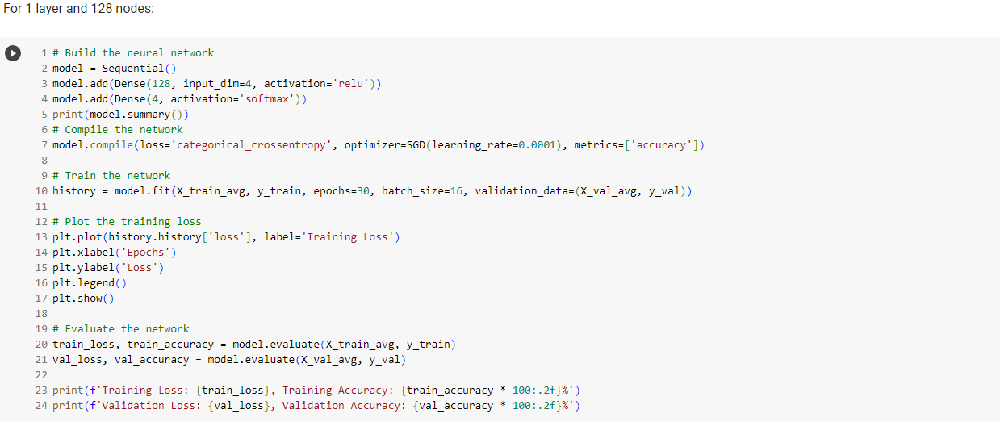 For 1 layer and 128 nodes:
1 # Build the neural network
2 model = Sequential()
3 model.add(Dense(128, input_dim=4, activation='relu'))
4 model.add(Dense(4, activation='softmax'))
5 print(model.summary())
6 # Compile the network
7 model.compile(loss='categorical_crossentropy', optimizer=SGD(learning_rate=0.0001), metrics=['accuracy'])
8
9 # Train the network
10 history = model.fit(X_train_avg, y_train, epochs=30, batch_size=16, validation_data=(X_val_avg, y_val))
11
12 # Plot the training loss
13 plt.plot(history.history['loss'], label='Training Loss')
14 plt.xlabel('Epochs')
15 plt.ylabel('Loss')
16 plt.legend()
17 plt.show()
18
19 # Evaluate the network
20 train_loss, train_accuracy = model.evaluate(X_train_avg, y_train)
21 val_loss, val_accuracy = model.evaluate(X_val_avg, y_val)
22
23 print(f'Training Loss: {train_loss}, Training Accuracy: {train_accuracy * 100:.2f}%')
24 print(f'Validation Loss: {val_loss}, Validation Accuracy: {val_accuracy * 100:.2f}%')